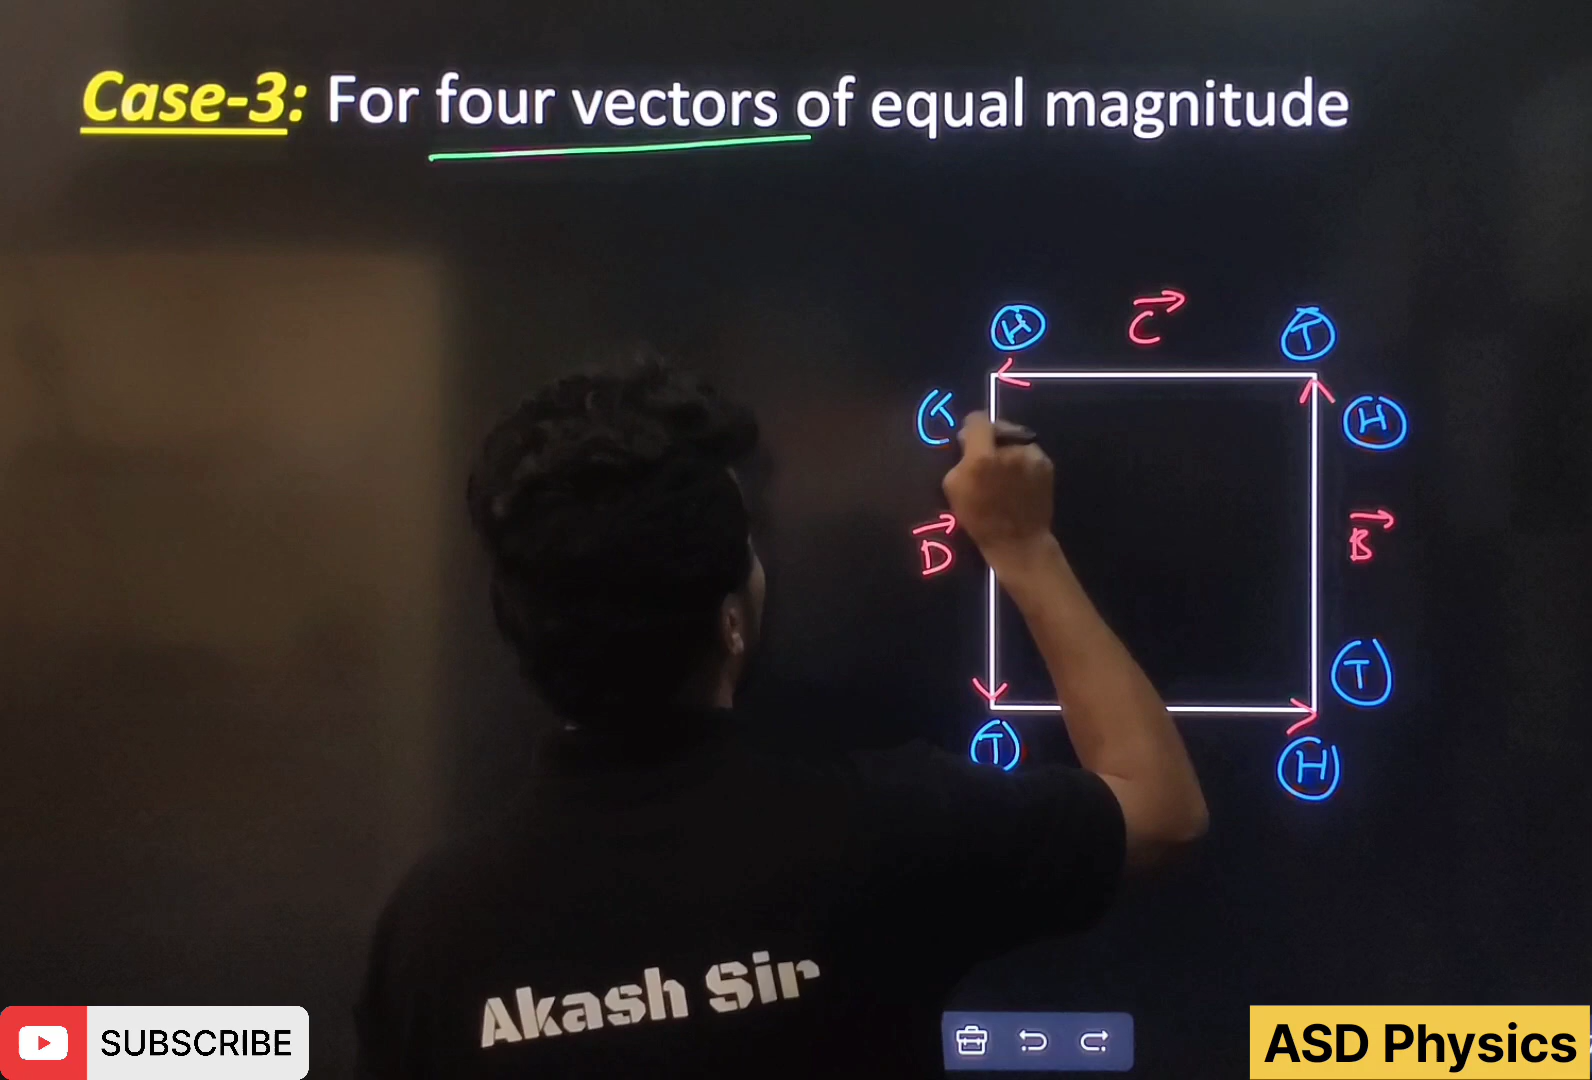 Case-3: For four vectors of equal magnitude
H C T
T H
D B
T
T H
Akash Sir
SUBSCRIBE
ASD Physics